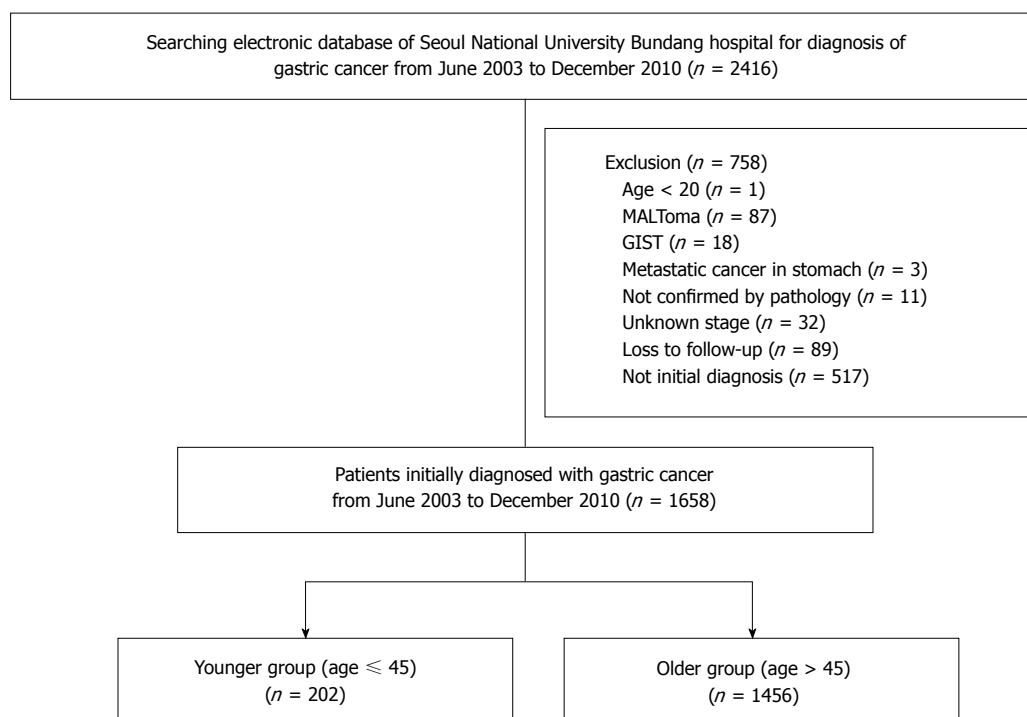 Searching electronic database of Seoul National University Bundang hospital for diagnosis of
gastric cancer from June 2003 to December 2010 (n = 2416)
Exclusion (n = 758)
Age < 20 (n = 1)
MALToma (n = 87)
GIST (n = 18)
Metastatic cancer in stomach (n = 3)
Not confirmed by pathology (n = 11)
Unknown stage (n = 32)
Loss to follow-up (n = 89)
Not initial diagnosis (n = 517)
Patients initially diagnosed with gastric cancer
from June 2003 to December 2010 (n = 1658)
Younger group (age ≤ 45)
(n = 202)
Older group (age > 45)
(n = 1456)